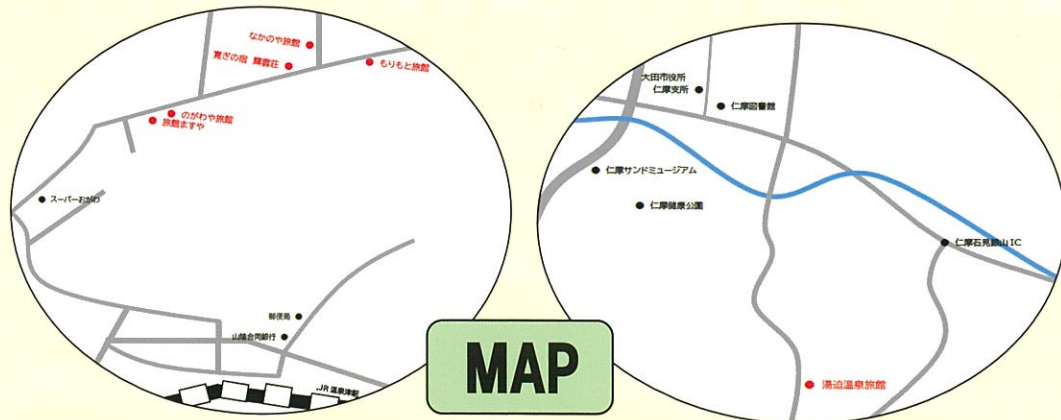 なかのや旅館
寛ぎの宿 輝雲荘
もりもと旅館
のがわや旅館
旅館ますや
スーパーおがわ
郵便局
山陰合同銀行
JR温泉津駅
MAP
大田市役所
仁摩支所
仁摩図書館
仁摩サンドミュージアム
仁摩健康公園
仁摩石見銀山IC
湯迫温泉旅館